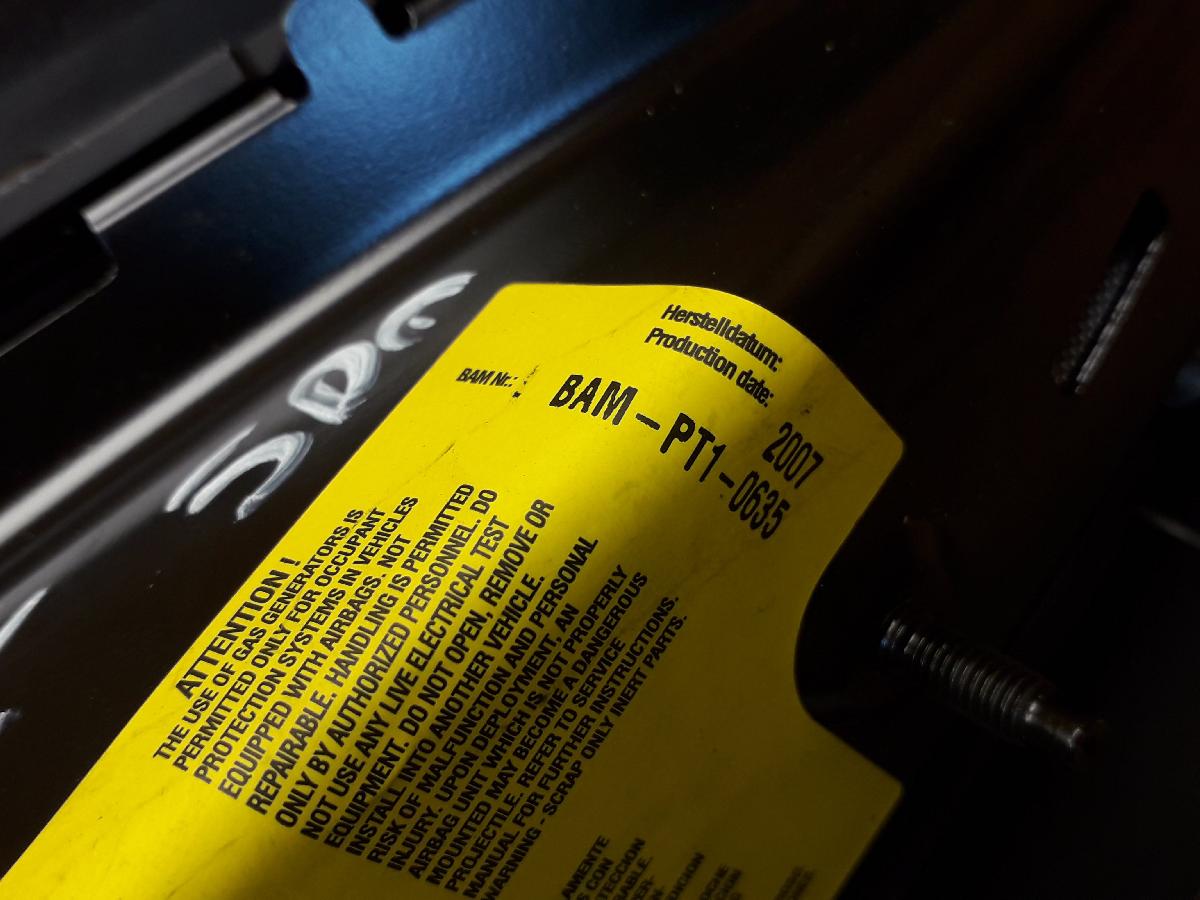 Herstelldatum:
Production date:
2007
BAM Nr.:
BAM-PT1-0635
ATTENTION !
THE USE OF GAS GENERATORS IS
PERMITTED ONLY FOR OCCUPANT
PROTECTION SYSTEMS IN VEHICLES
EQUIPPED WITH AIRBAGS. NOT
REPAIRABLE. HANDLING IS PERMITTED
ONLY BY AUTHORIZED PERSONNEL. DO
NOT USE ANY LIVE ELECTRICAL TEST
EQUIPMENT. DO NOT OPEN, REMOVE OR
INSTALL INTO ANOTHER VEHICLE.
RISK OF MALFUNCTION AND PERSONAL
INJURY. UPON DEPLOYMENT, AN
AIRBAG UNIT WHICH IS NOT PROPERLY
MOUNTED MAY BECOME A DANGEROUS
PROJECTILE. REFER TO SERVICE
MANUAL FOR FURTHER INSTRUCTIONS.
WARNING - SCRAP ONLY INERT PARTS.
AMENTE
S CON
TECCION
RABLE.